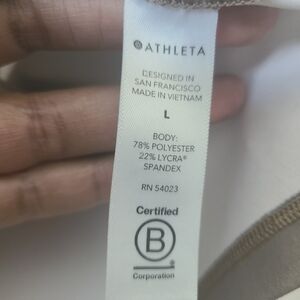 ATHLETA
DESIGNED IN
SAN FRANCISCO
MADE IN VIETNAM
L
BODY:
78% POLYESTER
22% LYCRA®
SPANDEX
RN 54023
Certified
B
Corporation